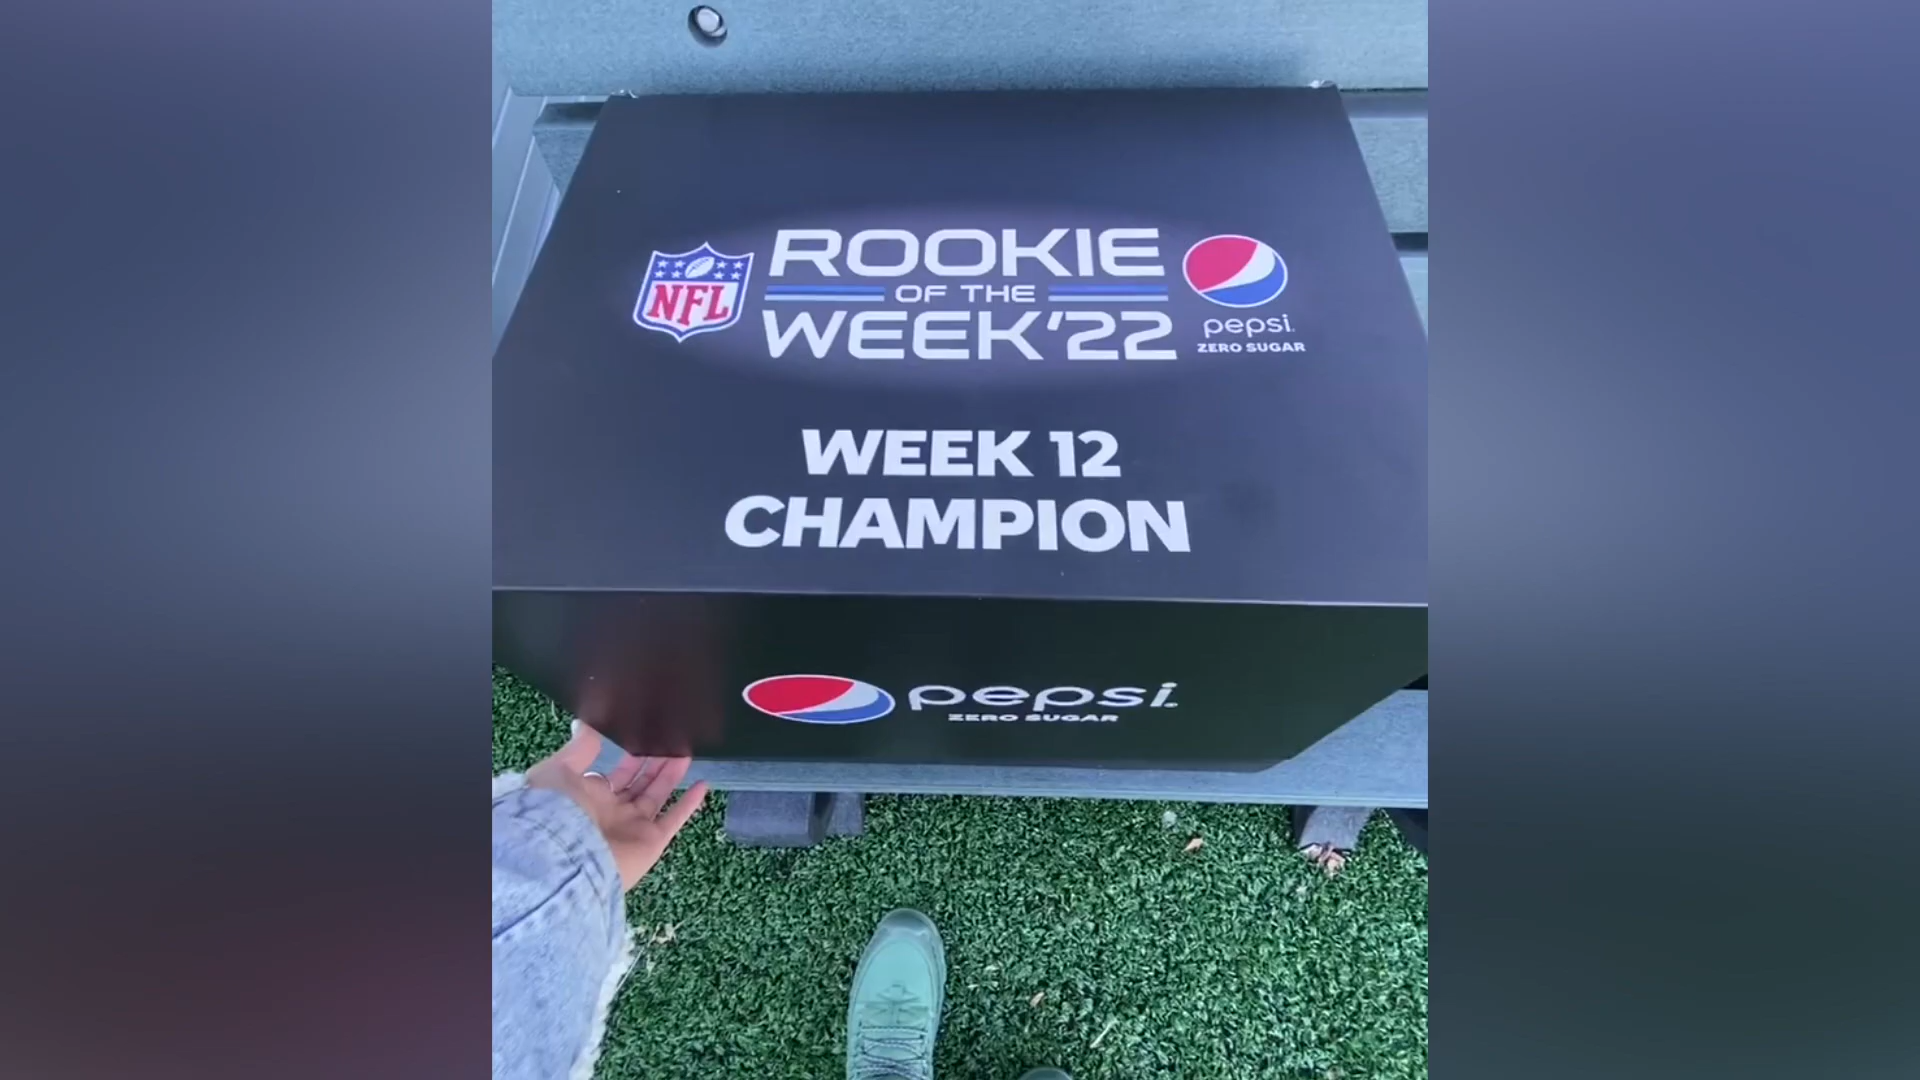 NFL
ROOKIE
OF THE
WEEK'22
pepsi
ZERO SUGAR
WEEK 12
CHAMPION
pepsi
ZERO SUGAR